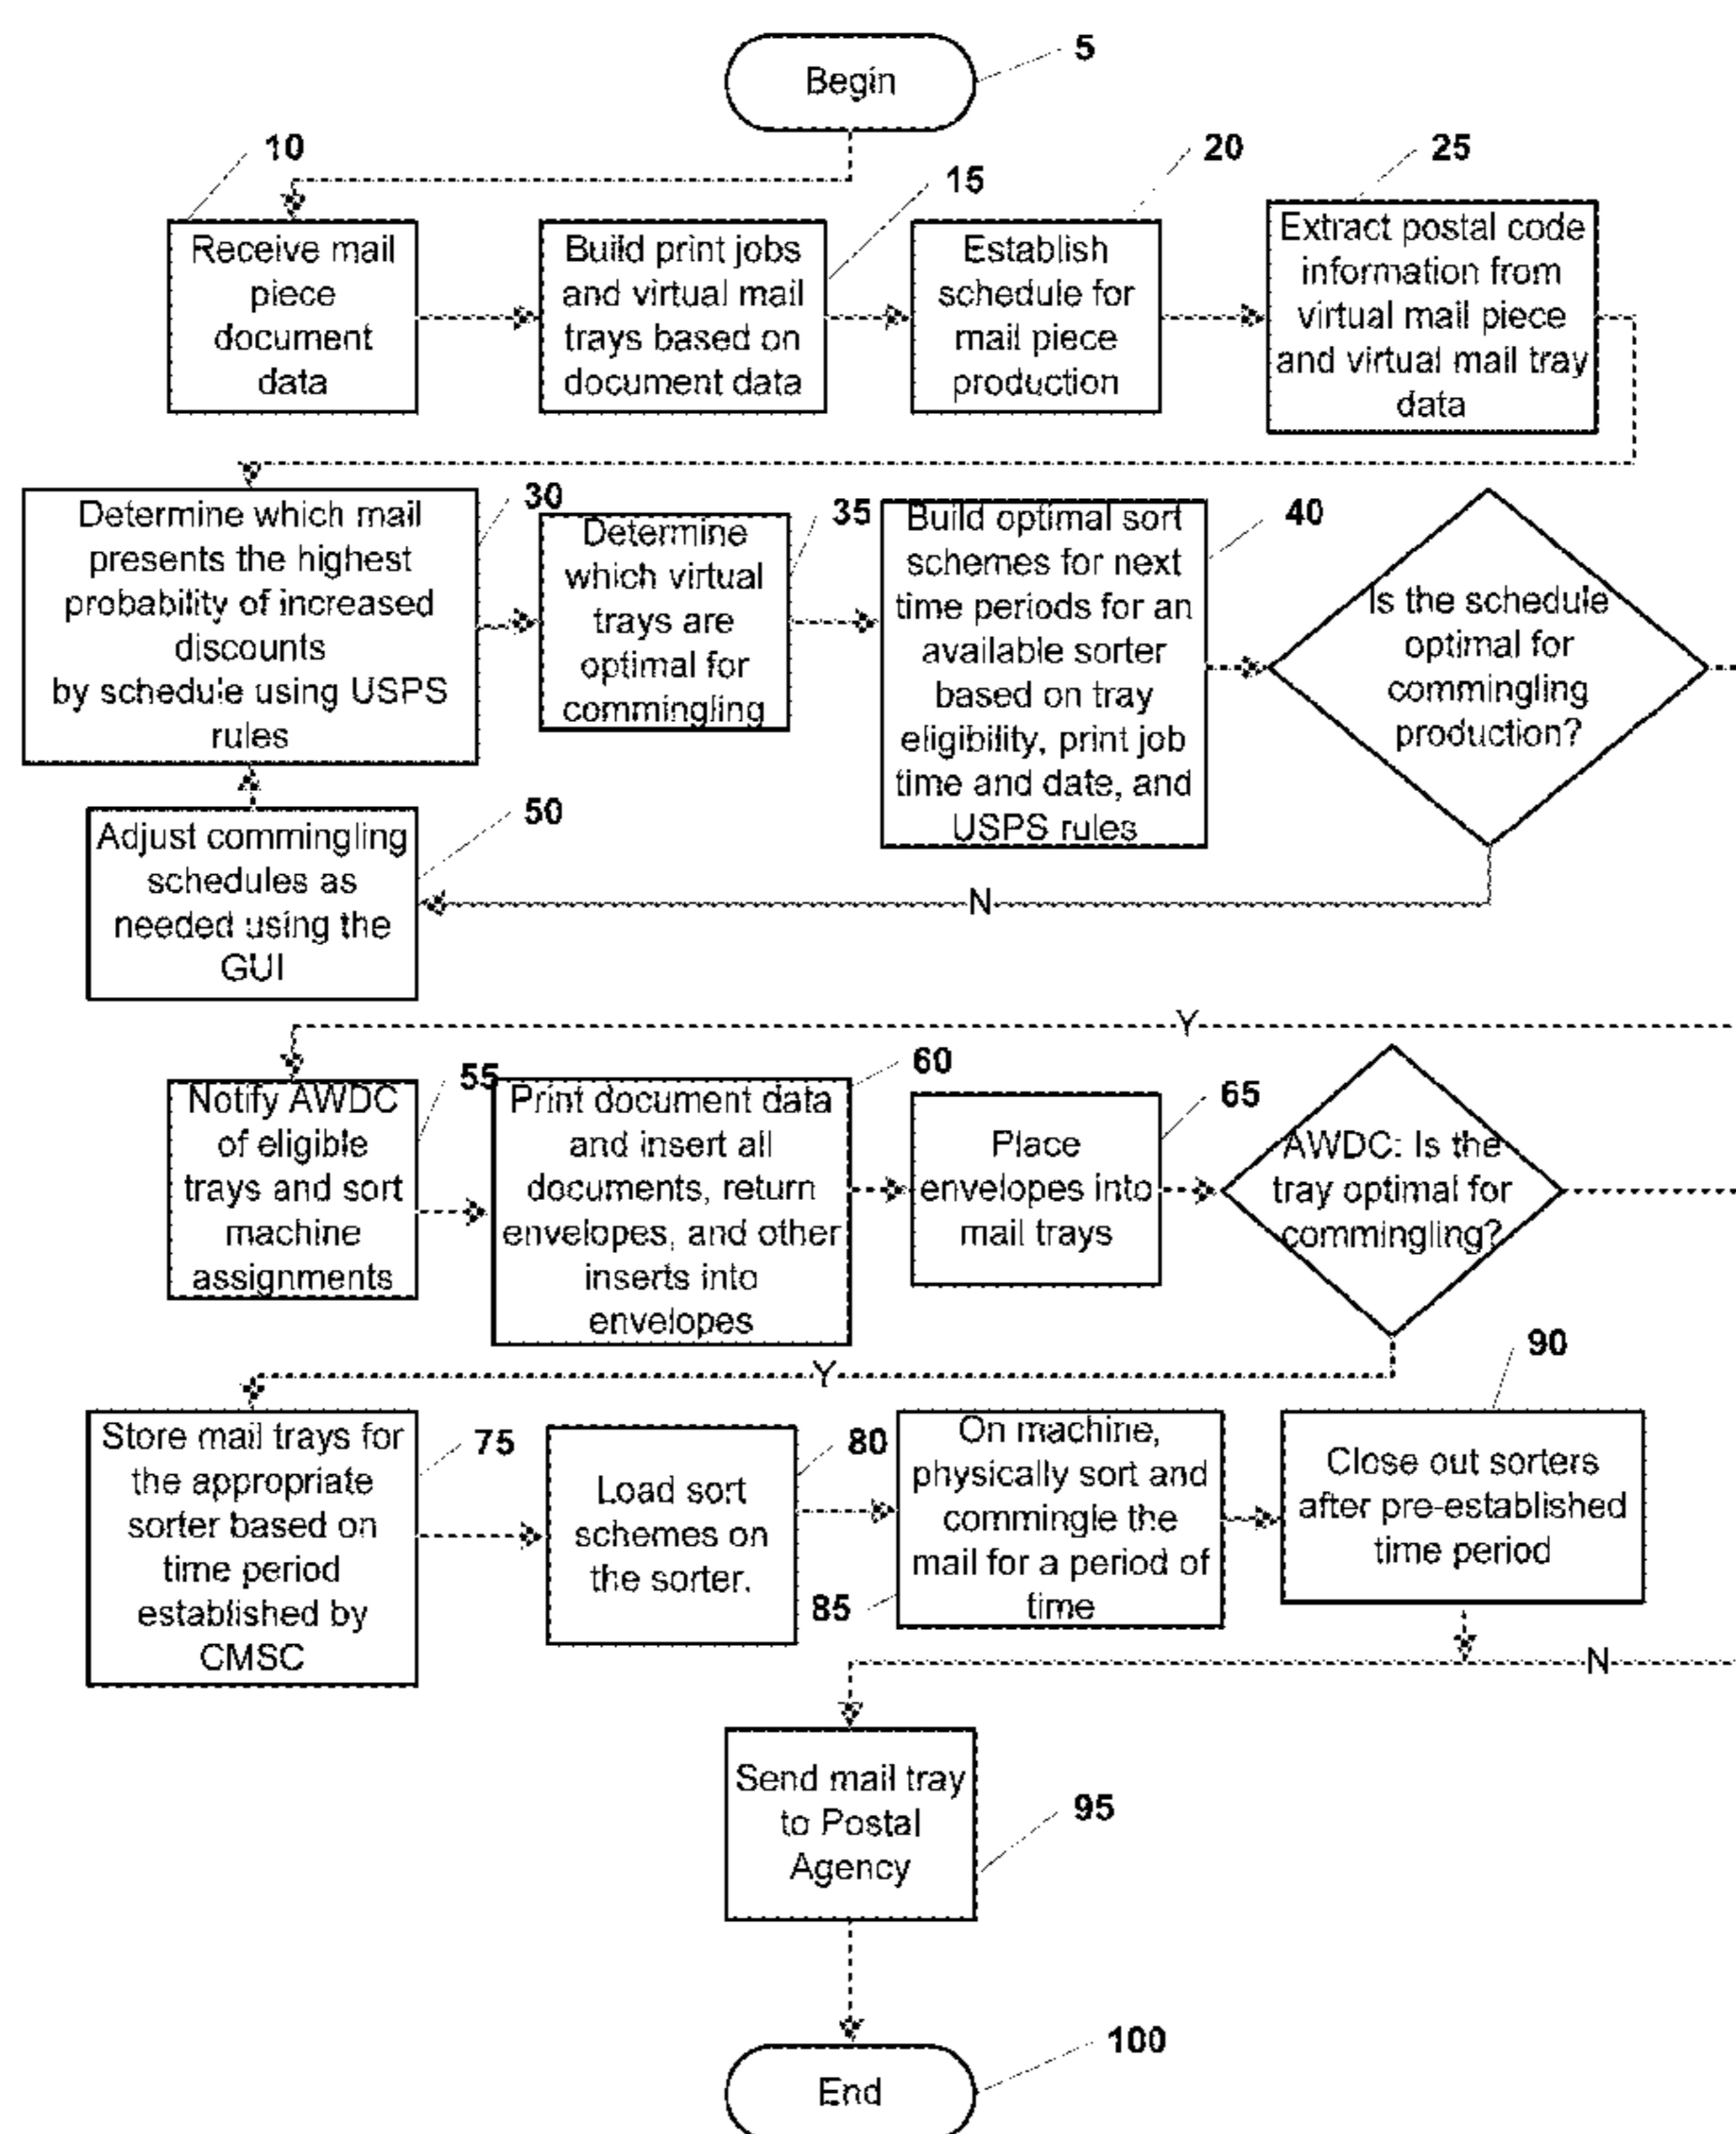 Begin
5
10
Receive mail
piece
document
data
15
Build print jobs
and virtual mail
trays based on
document data
20
Establish
schedule for
mail piece
production
25
Extract postal code
information from
virtual mail piece
and virtual mail tray
data
30
Determine which mail
presents the highest
probability of increased
discounts
by schedule using USPS
rules
35
Determine
which virtual
trays are
optimal for
commingling
40
Build optimal sort
schemes for next
time periods for an
available sorter
based on tray
eligibility, print job
time and date, and
USPS rules
Is the schedule
optimal for
commingling
production?
N
50
Adjust commingling
schedules as
needed using the
GUI
Y
55
Notify AWDC
of eligible
trays and sort
machine
assignments
60
Print document data
and insert all
documents, return
envelopes, and other
inserts into
envelopes
65
Place
envelopes into
mail trays
AWDC: Is the
tray optimal for
commingling?
Y
75
Store mail trays for
the appropriate
sorter based on
time period
established by
CMSC
80
Load sort
schemes on
the sorter.
85
On machine,
physically sort and
commingle the
mail for a period of
time
90
Close out sorters
after pre-established
time period
N
Send mail tray
to Postal
Agency
95
100
End